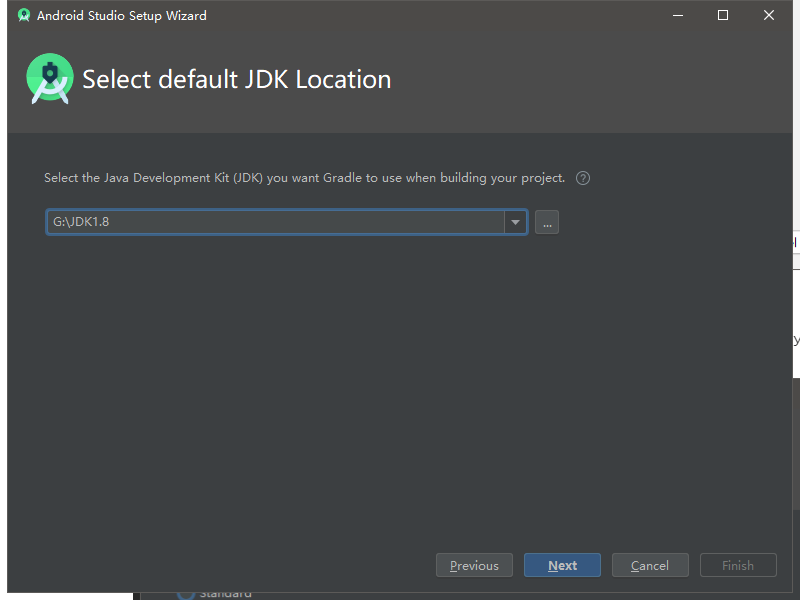 Android Studio Setup Wizard
Select default JDK Location
Select the Java Development Kit (JDK) you want Gradle to use when building your project. ?
G:\JDK1.8
...
Previous
Next
Cancel
Finish
Standard